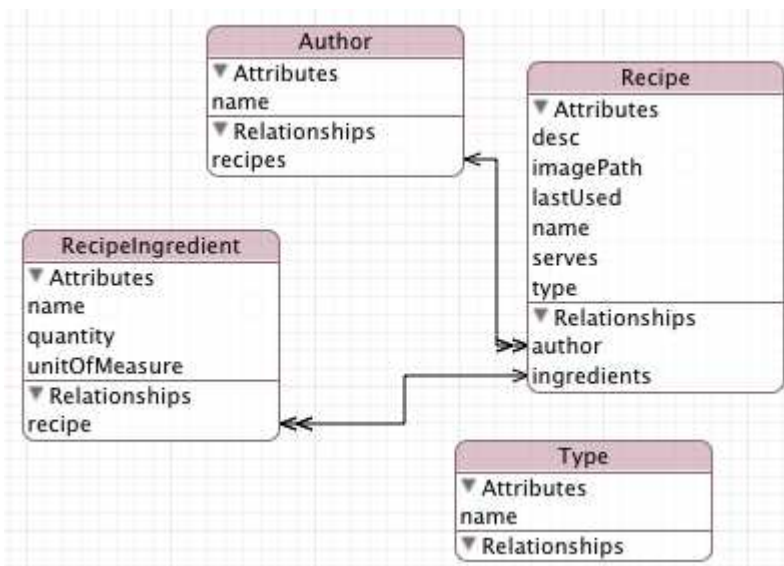 Author
Attributes
name
Relationships
recipes
Recipe
Attributes
desc
imagePath
lastUsed
name
serves
type
Relationships
author
ingredients
RecipeIngredient
Attributes
name
quantity
unitOfMeasure
Relationships
recipe
Type
Attributes
name
Relationships